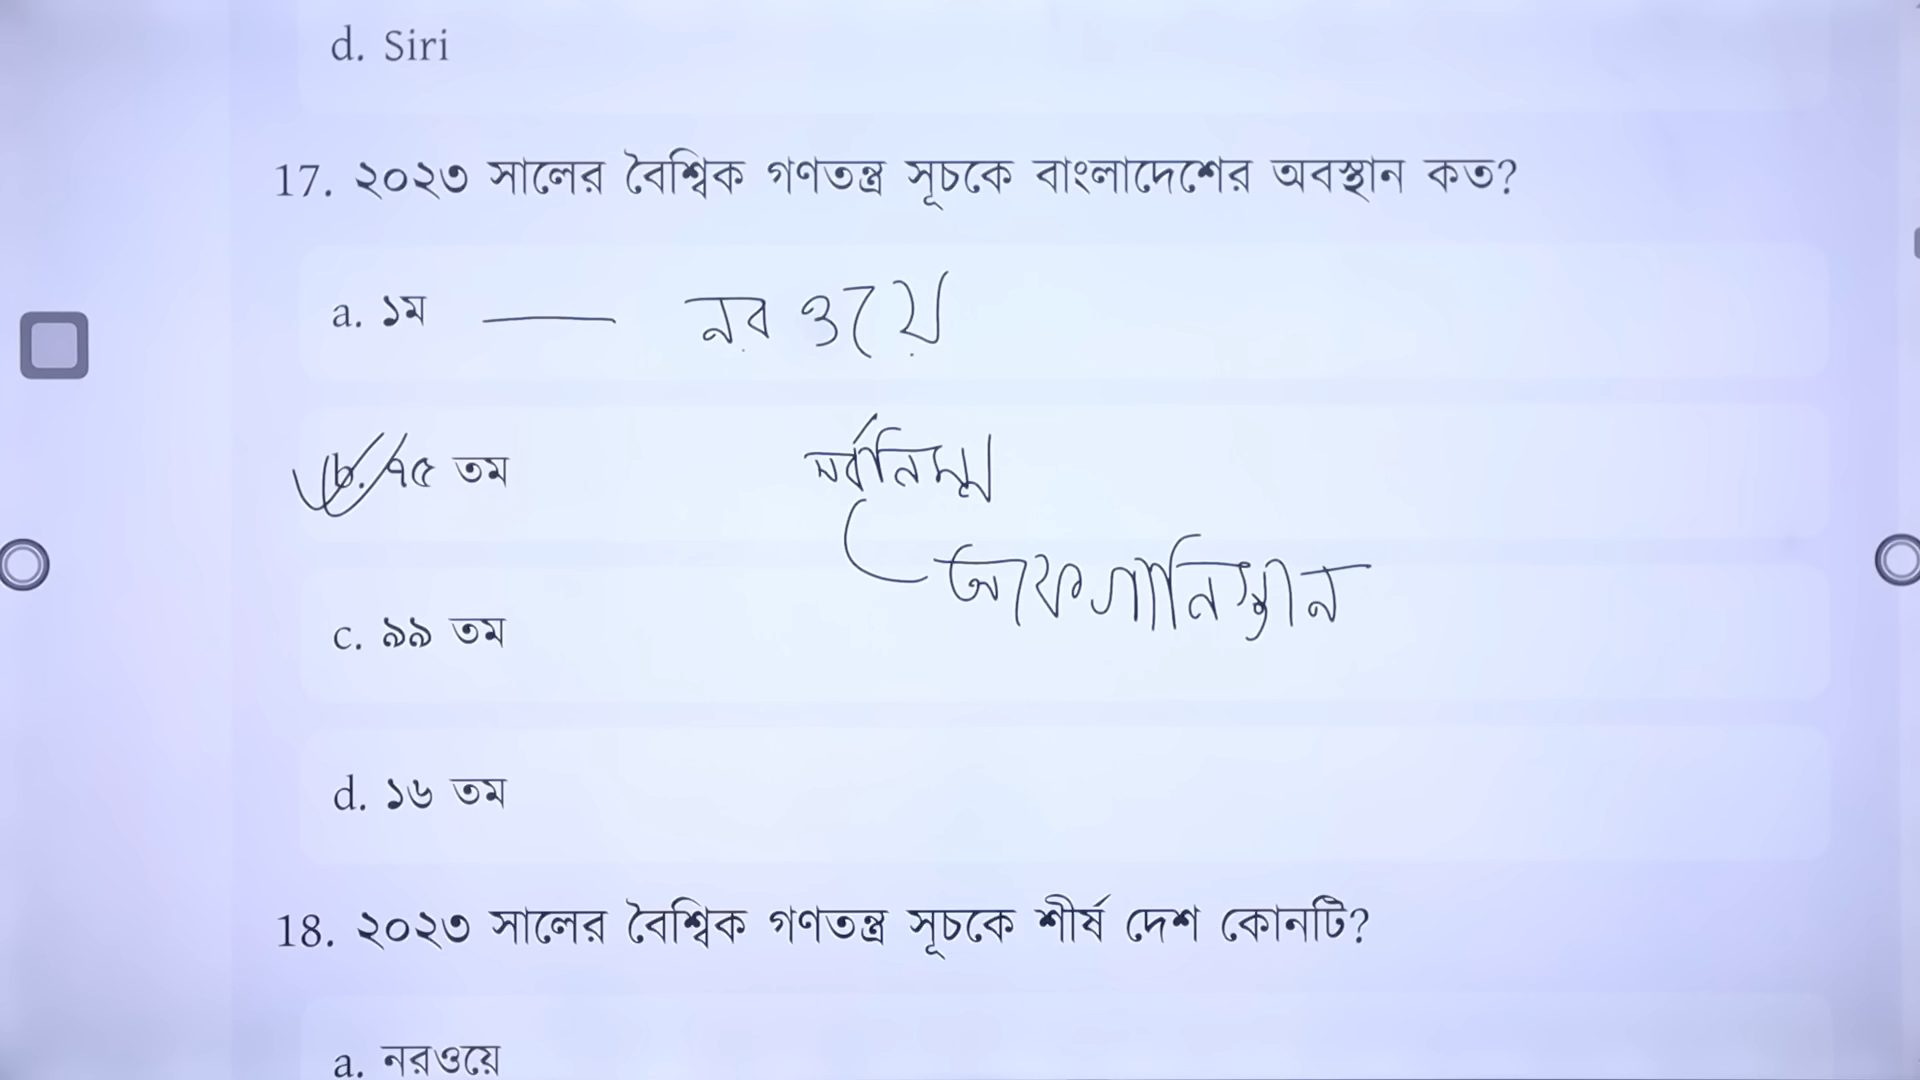 d. Siri
17. ২০২৩ সালের বৈশ্বিক গণতন্ত্র সূচকে বাংলাদেশের অবস্থান কত?
a. ১ম — নরওয়ে
b. ৭৫ তম
সর্বনিম্ন
আফগানিস্থান
c. ৯৯ তম
d. ১৬ তম
18. ২০২৩ সালের বৈশ্বিক গণতন্ত্র সূচকে শীর্ষ দেশ কোনটি?
a. নরওয়ে